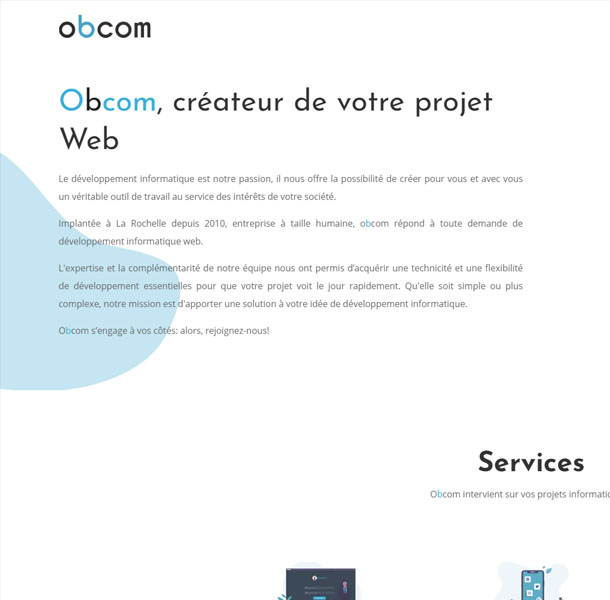 obcom
Obcom, créateur de votre projet
Web
Le développement informatique est notre passion, il nous offre la possibilité de créer pour vous et avec vous
un véritable outil de travail au service des intérêts de votre société.
Implantée à La Rochelle depuis 2010, entreprise à taille humaine, obcom répond à toute demande de
développement informatique web.
L'expertise et la complémentarité de notre équipe nous ont permis d'acquérir une technicité et une flexibilité
de développement essentielles pour que votre projet voit le jour rapidement. Qu'elle soit simple ou plus
complexe, notre mission est d'apporter une solution à votre idée de développement informatique.
Obcom s'engage à vos côtés: alors, rejoignez-nous!
Services
Obcom intervient sur vos projets